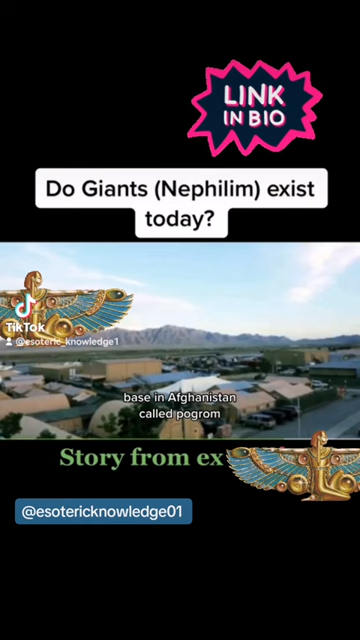 LINK
IN BIO
Do Giants (Nephilim) exist
today?
TikTok
@esoteric_knowledge1
base in Afghanistan
called pogrom
Story from ex
@esotericknowledge01